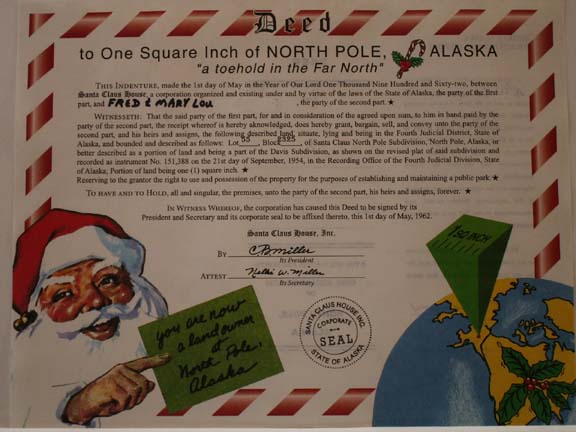 Deed
to One Square Inch of NORTH POLE, ALASKA
"a toehold in the Far North"
THIS INDENTURE, made the 1st day of May in the Year of Our Lord One Thousand Nine Hundred and Sixty-two, between
Santa Claus House, a corporation organized and existing under and by virtue of the laws of the State of Alaska, the party of the first
part, and FRED & MARY LOU , the party of the second part. ★
WITNESSETH: That the said party of the first part, for and in consideration of the agreed upon sum, to him in hand paid by the
party of the second part, the receipt whereof is hereby acknowledged, does hereby grant, bargain, sell, and convey unto the party of the
second part, and his heirs and assigns, the following described land, situate, lying and being in the Fourth Judicial District, State of
Alaska, and bounded and described as follows: Lot 55 , Block , of Santa Claus North Pole Subdivision, North Pole, Alaska, or
better described as a portion of land and being a part of the Davis Subdivision, as shown on the revised plat of said subdivision and
recorded as instrument No. 151,388 on the 21st day of September, 1954, in the Recording Office of the Fourth Judicial Division, State of
Alaska; Portion of land being one (1) square inch. ★
Reserving to the grantor the right to use and possession of the property for the purposes of establishing and maintaining a public park. ★
TO HAVE AND TO HOLD, all and singular, the premises, unto the party of the second part, his heirs and assigns, forever. ★
IN WITNESS WHEREOF, the corporation has caused this Deed to be signed by its
President and Secretary and its corporate seal to be affixed thereto, this 1st day of May, 1962.
Santa Claus House, Inc.
BY C B Miller
Its President
ATTEST Nellie W. Miller
Its Secretary
SANTA CLAUS HOUSE INC.
CORPORATE
SEAL
STATE OF ALASKA
you are now
a land owner
at
North Pole,
Alaska
1 SQ INCH